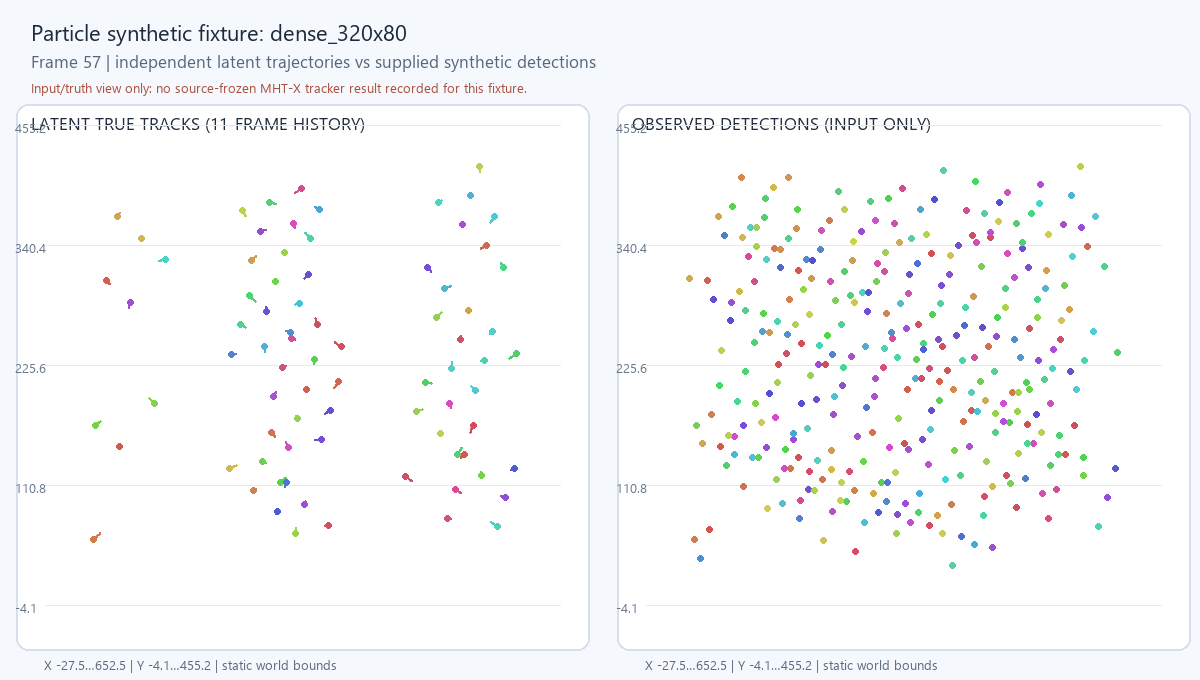 Particle synthetic fixture: dense_320x80
Frame 57 | independent latent trajectories vs supplied synthetic detections
Input/truth view only: no source-frozen MHT-X tracker result recorded for this fixture.
LATENT TRUE TRACKS (11-FRAME HISTORY)
455.2
340.4
225.6
110.8
-4.1
X -27.5...652.5 | Y -4.1...455.2 | static world bounds
OBSERVED DETECTIONS (INPUT ONLY)
455.2
340.4
225.6
110.8
-4.1
X -27.5...652.5 | Y -4.1...455.2 | static world bounds